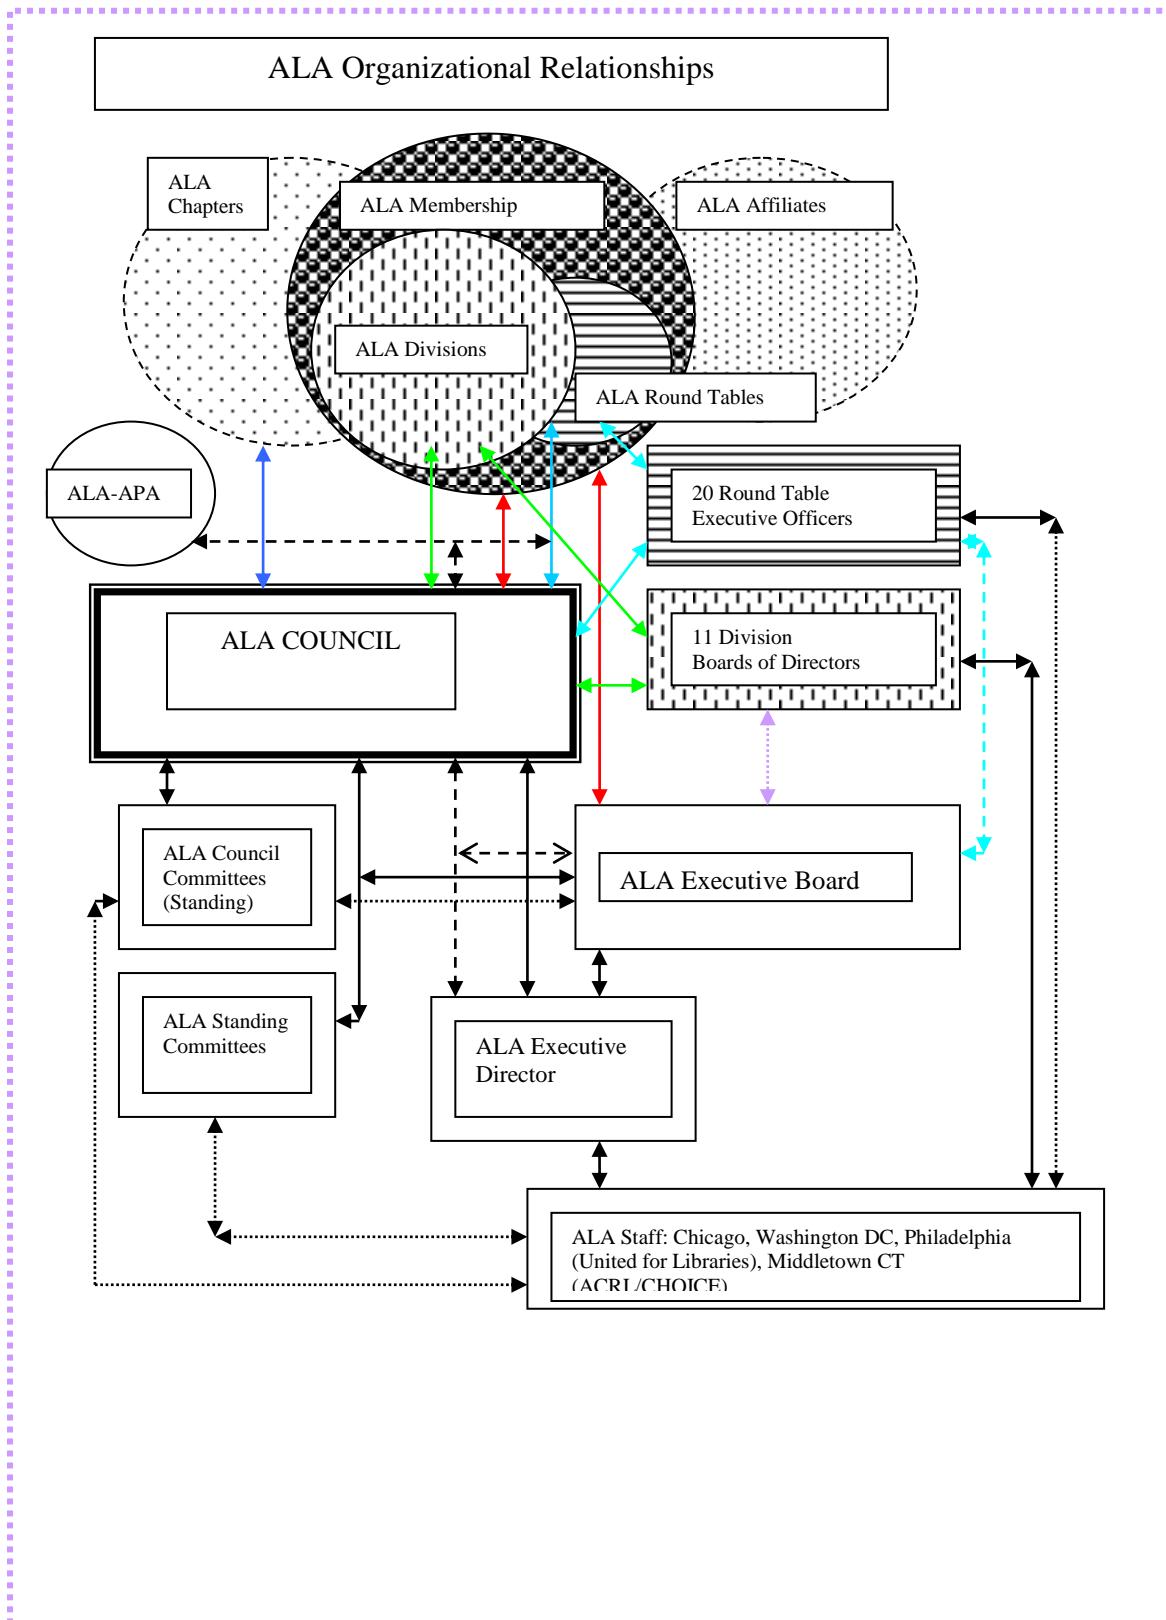 ALA Organizational Relationships
ALA
Chapters
ALA Membership
ALA Affiliates
ALA Divisions
ALA Round Tables
ALA-APA
20 Round Table
Executive Officers
ALA COUNCIL
11 Division
Boards of Directors
ALA Council
Committees
(Standing)
ALA Executive Board
ALA Standing
Committees
ALA Executive
Director
ALA Staff: Chicago, Washington DC, Philadelphia
(United for Libraries), Middletown CT
(ACRL/CHOICE)